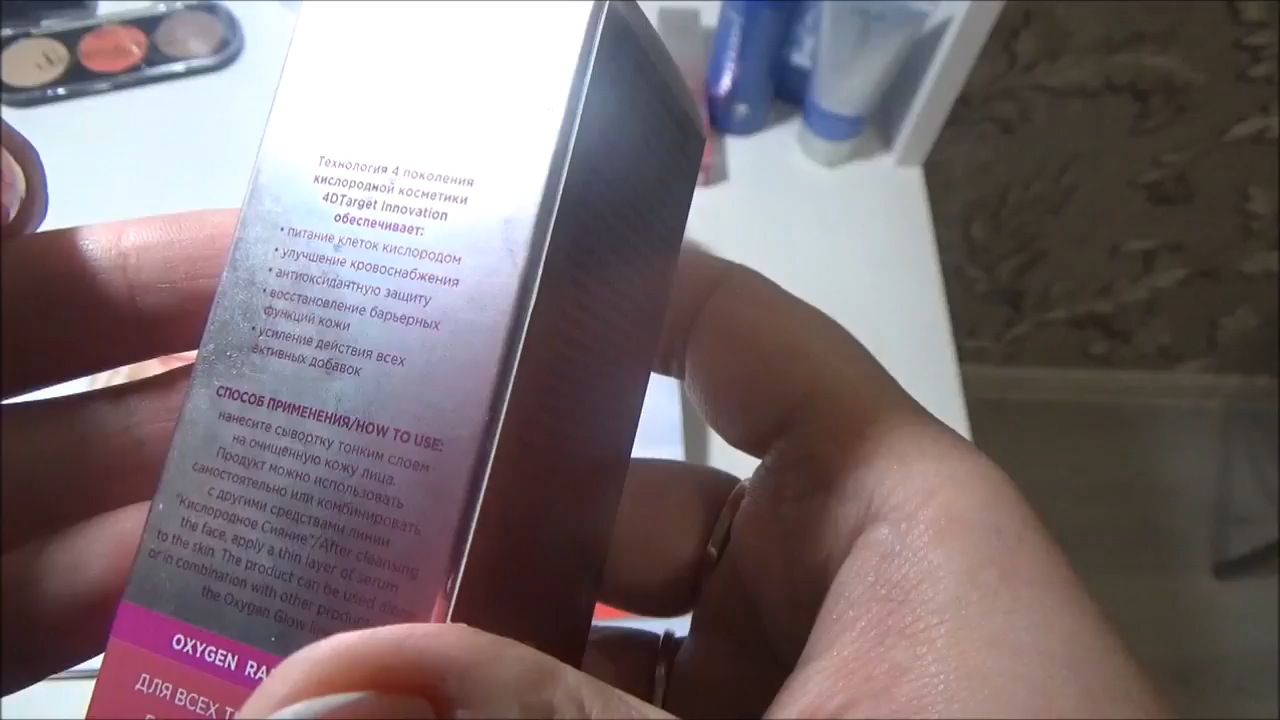 Технология 4 поколения
кислородной косметики
4DTarget Innovation
обеспечивает:
• питание клеток кислородом
• улучшение кровоснабжения
• антиоксидантную защиту
• восстановление барьерных
функций кожи
• усиление действия всех
активных добавок
СПОСОБ ПРИМЕНЕНИЯ/HOW TO USE:
нанесите сыворотку тонким слоем
на очищенную кожу лица.
Продукт можно использовать
самостоятельно или комбинировать
с другими средствами линии
"Кислородное Сияние"/After cleansing
the face, apply a thin layer of serum
to the skin. The product can be used alone
or in combination with other product
the Oxygen Glow
OXYGEN
ДЛЯ ВСЕХ